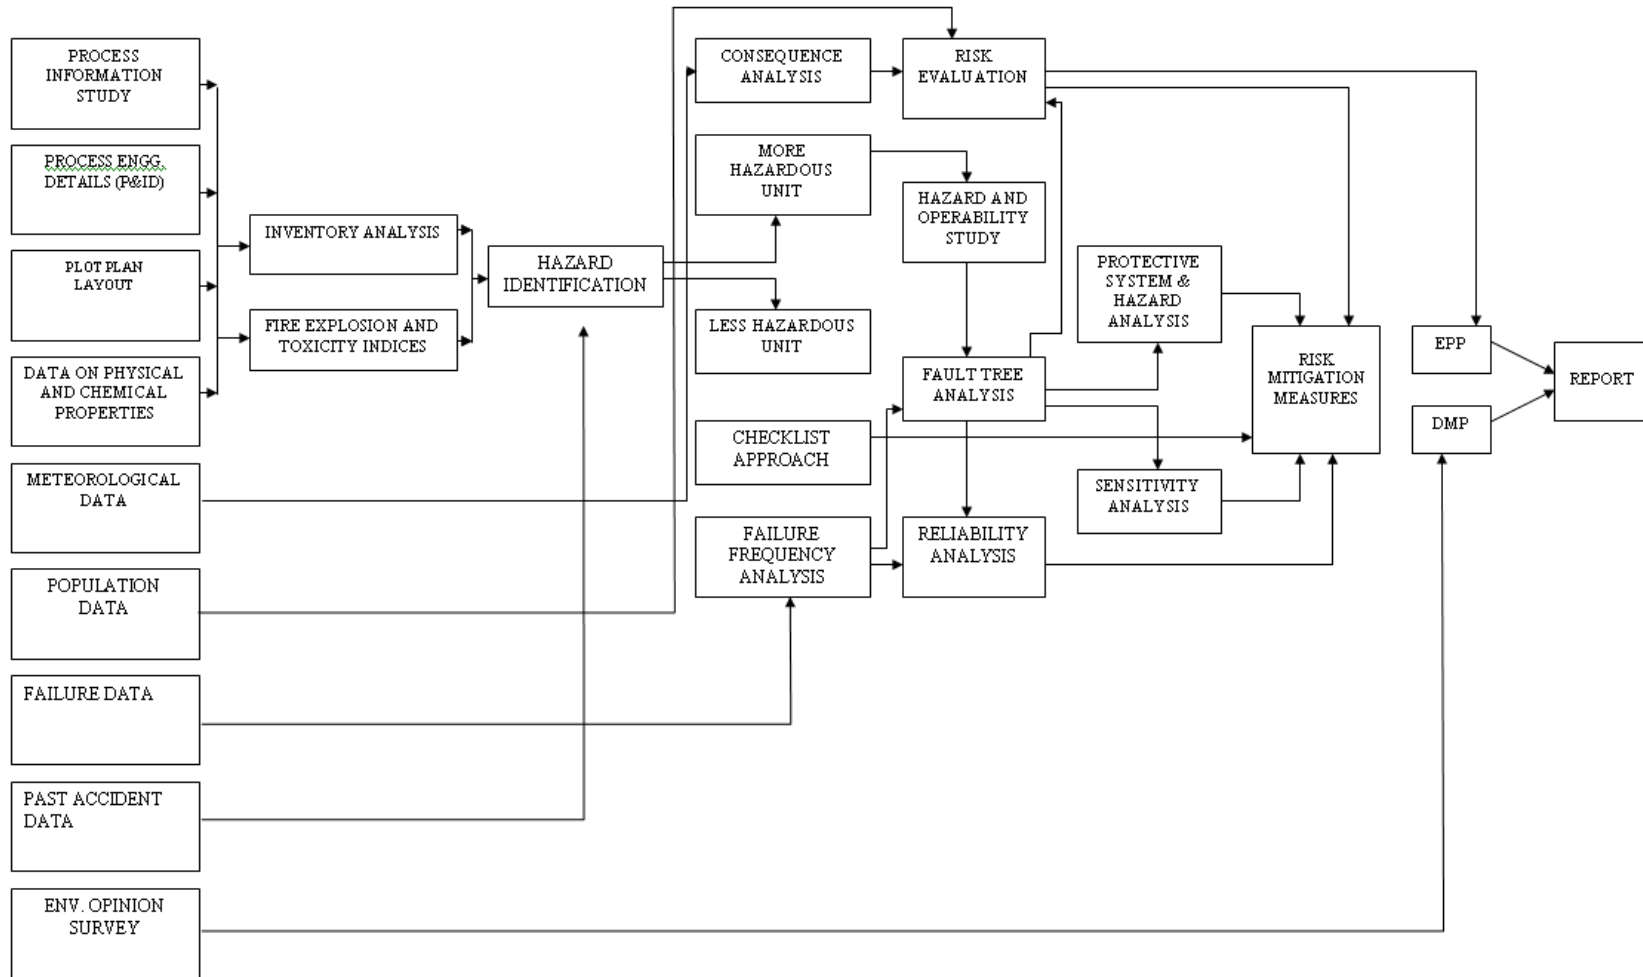 PROCESS
INFORMATION
STUDY
PROCESS ENGG.
DETAILS (P&ID)
PLOT PLAN
LAYOUT
DATA ON PHYSICAL
AND CHEMICAL
PROPERTIES
METEOROLOGICAL
DATA
POPULATION
DATA
FAILURE DATA
PAST ACCIDENT
DATA
ENV. OPINION
SURVEY
INVENTORY ANALYSIS
FIRE EXPLOSION AND
TOXICITY INDICES
HAZARD
IDENTIFICATION
CONSEQUENCE
ANALYSIS
MORE
HAZARDOUS
UNIT
LESS HAZARDOUS
UNIT
CHECKLIST
APPROACH
FAILURE
FREQUENCY
ANALYSIS
RISK
EVALUATION
HAZARD AND
OPERABILITY
STUDY
FAULT TREE
ANALYSIS
RELIABILITY
ANALYSIS
PROTECTIVE
SYSTEM &
HAZARD
ANALYSIS
SENSITIVITY
ANALYSIS
RISK
MITIGATION
MEASURES
EPP
DMP
REPORT